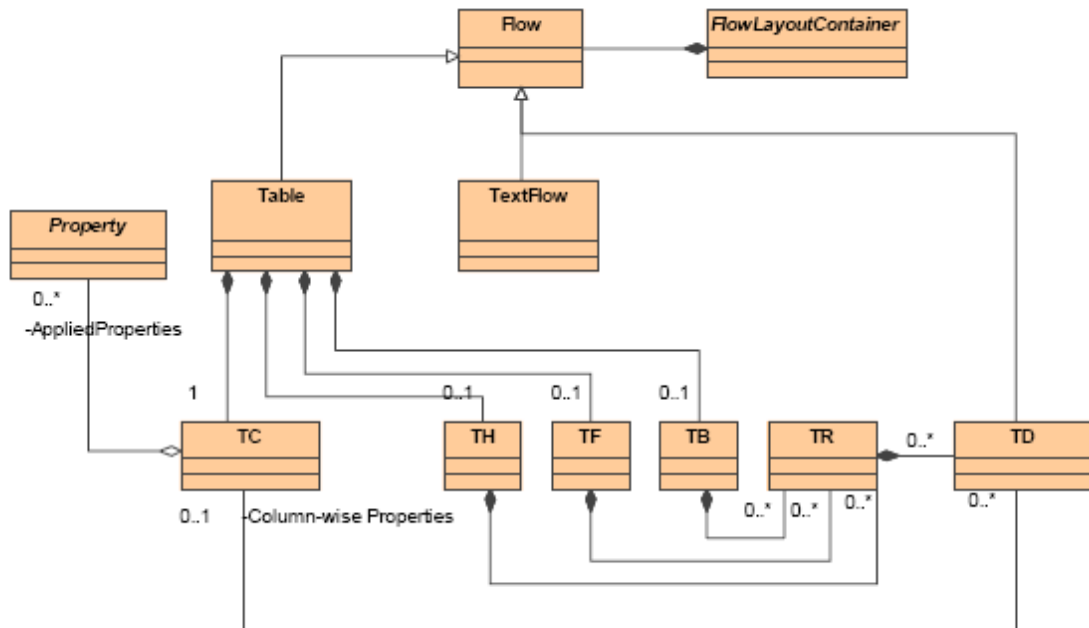 Flow
FlowLayoutContainer
Table
TextFlow
Property
0..*
-AppliedProperties
1
0..1
0..1
0..1
TC
TH
TF
TB
TR
0..*
TD
0..1
-Column-wise Properties
0..*
0..*
0..*
0..*